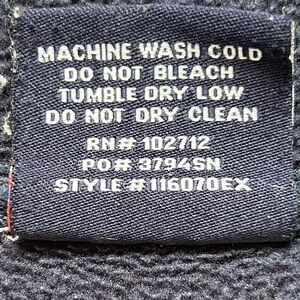 MACHINE WASH COLD
DO NOT BLEACH
TUMBLE DRY LOW
DO NOT DRY CLEAN
RN# 102712
PO# 3794SN
STYLE #116070EX